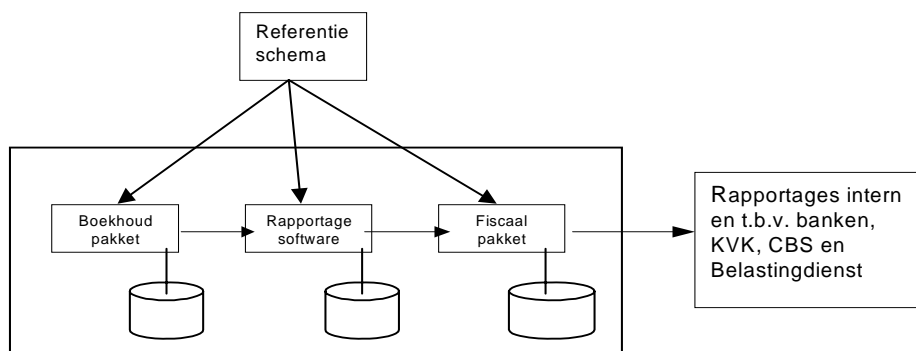 Referentie
schema
Boekhoud
pakket
Rapportage
software
Fiscaal
pakket
Rapportages intern
en t.b.v. banken,
KVK, CBS en
Belastingdienst